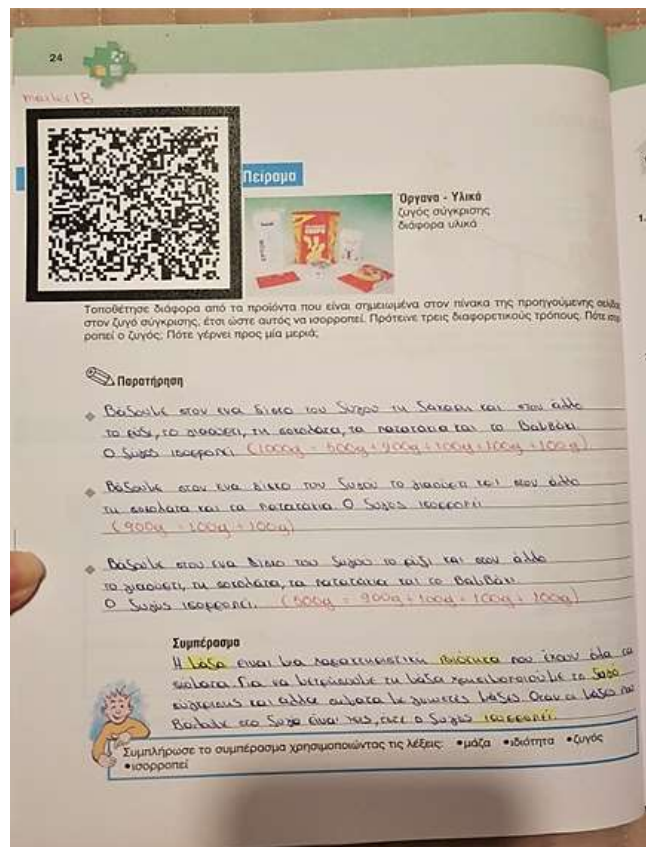 24
Πείραμα
Όργανα - Υλικά
ζυγός σύγκρισης
διάφορα υλικά
1.
Τοποθέτησε διάφορα από τα προϊόντα που είναι σημειωμένα στον πίνακα της προηγούμενης σελίδας
στον ζυγό σύγκρισης, έτσι ώστε αυτός να ισορροπεί. Πρότεινε τρεις διαφορετικούς τρόπους. Πότε ισορ
ροπεί ο ζυγός; Πότε γέρνει προς μία μεριά;
Παρατήρηση
Βάζουμε στον ένα δίσκο του ζυγού τη ζάχαρη και στον άλλο
το ρύζι, το γιαούρτι, τη σοκολάτα, τα πατατάκια και το βαμβάκι
Ο ζυγός ισορροπεί (1000g = 500g + 200g + 100g + 100g + 100g)
Βάζουμε στον ένα δίσκο του ζυγού το γιαούρτι και στον άλλο
τη σοκολάτα και τα πατατάκια Ο ζυγός ισορροπεί
(200g = 100g + 100g)
Βάζουμε στον ένα δίσκο του ζυγού το ρύζι και στον άλλο
το γιαούρτι, τη σοκολάτα, τα πατατάκια και το βαμβάκι
Ο ζυγός ισορροπεί. (500g = 200g + 100g + 100g + 100g)
Συμπέρασμα
Η μάζα είναι μια χαρακτηριστική ιδιότητα που έχουν όλα τα
σώματα. Για να μετρήσουμε τη μάζα χρησιμοποιούμε το ζυγό
σύγκρισης και άλλα σώματα με γνωστές μάζες. Όταν οι μάζες που
βάλαμε στο ζυγό είναι ίσες, τότε ο ζυγός ισορροπεί.
Συμπλήρωσε το συμπέρασμα χρησιμοποιώντας τις λέξεις: •μάζα •ιδιότητα •ζυγός
•ισορροπεί